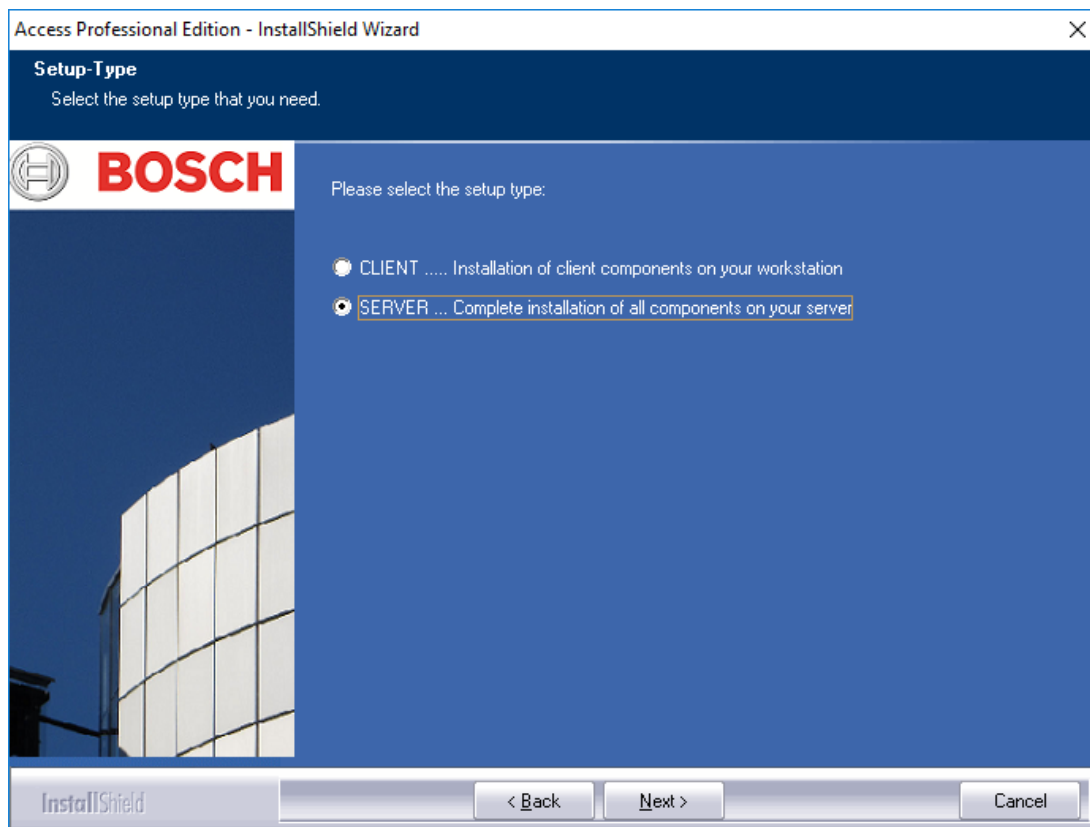 Access Professional Edition - InstallShield Wizard
Setup-Type
Select the setup type that you need.
BOSCH
Please select the setup type:
CLIENT ..... Installation of client components on your workstation
SERVER ... Complete installation of all components on your server
InstallShield
< Back
Next >
Cancel